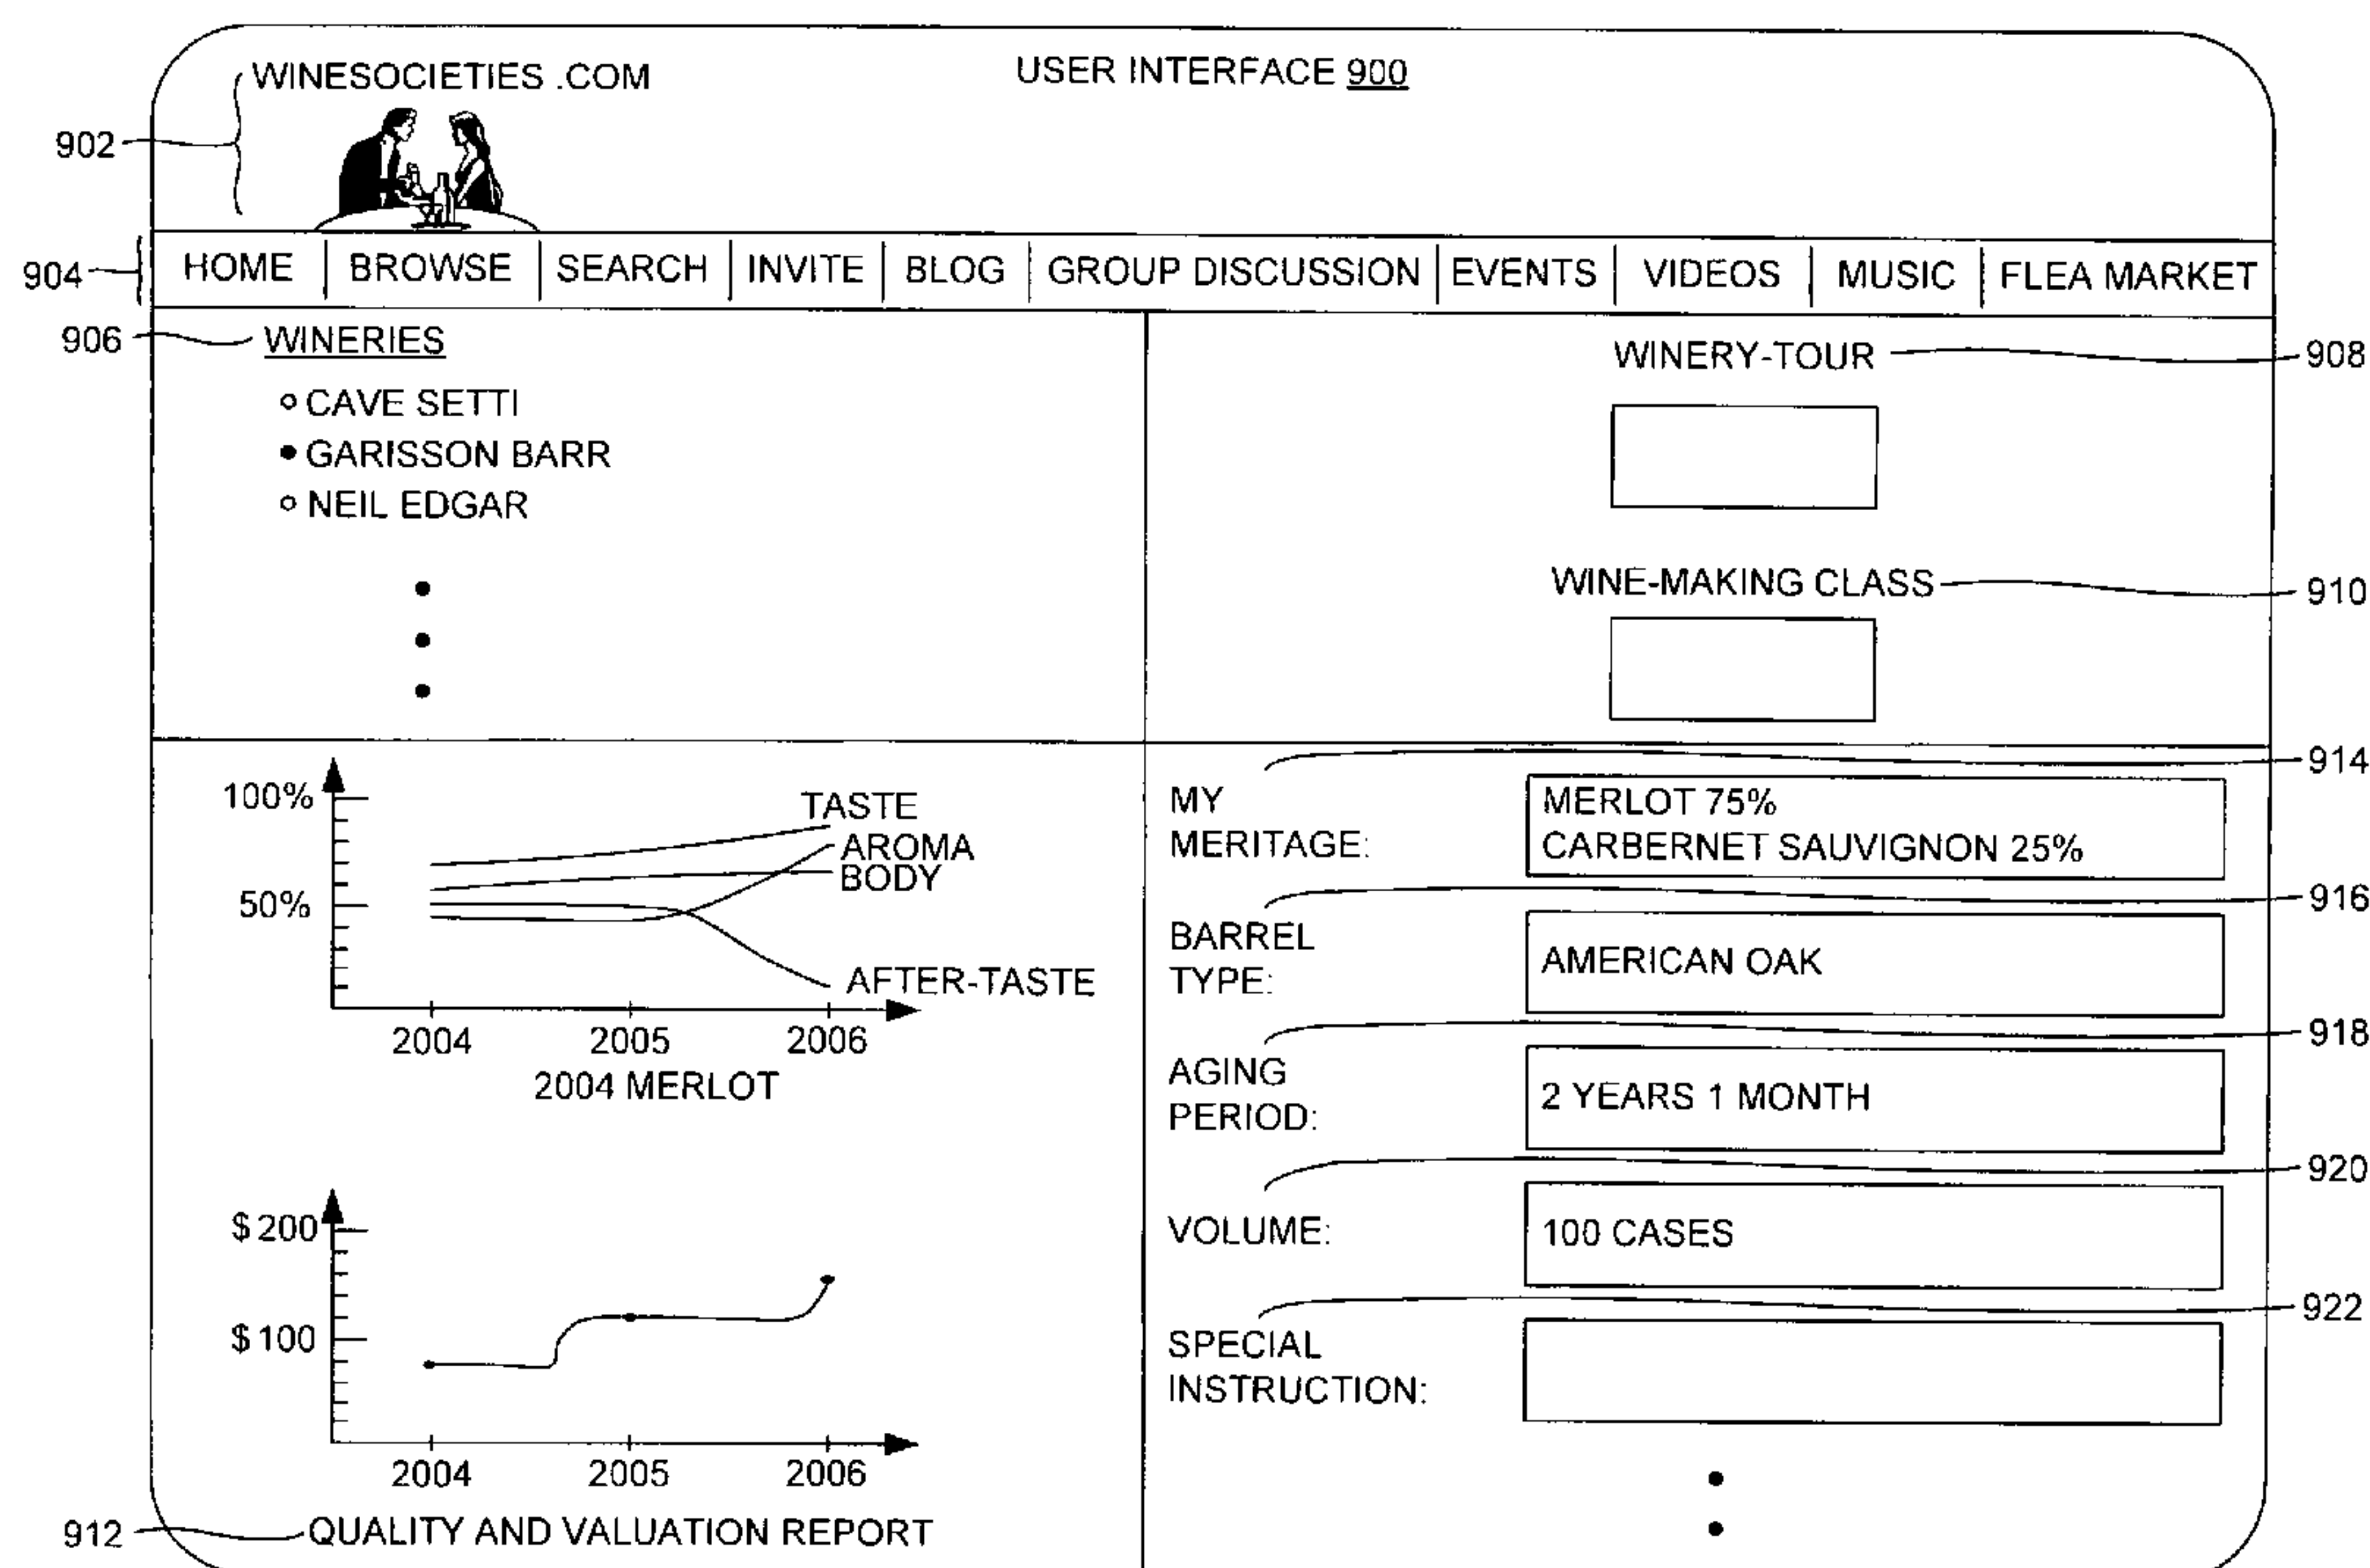 WINESOCIETIES .COM
USER INTERFACE 900
902
904
HOME BROWSE SEARCH INVITE BLOG GROUP DISCUSSION EVENTS VIDEOS MUSIC FLEA MARKET
906
WINERIES
CAVE SETTI
GARISSON BARR
NEIL EDGAR
WINERY-TOUR
908
WINE-MAKING CLASS
910
100%
50%
TASTE
AROMA
BODY
AFTER-TASTE
2004 2005 2006
2004 MERLOT
$200
$100
2004 2005 2006
912
QUALITY AND VALUATION REPORT
914
MY
MERITAGE:
MERLOT 75%
CARBERNET SAUVIGNON 25%
916
BARREL
TYPE:
AMERICAN OAK
918
AGING
PERIOD:
2 YEARS 1 MONTH
920
VOLUME:
100 CASES
922
SPECIAL
INSTRUCTION: